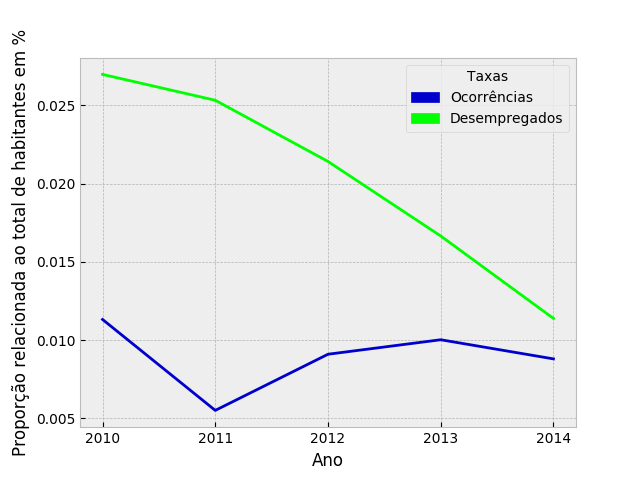 Proporção relacionada ao total de habitantes em %
0.025
0.020
0.015
0.010
0.005
Taxas
Ocorrências
Desempregados
2010 2011 2012 2013 2014
Ano